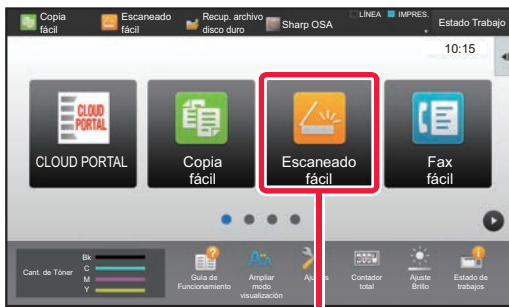 Copia fácil
Escaneado fácil
Recup. archivo disco duro
Sharp OSA
LÍNEA
IMPRES.
Estado Trabajo
10:15
CLOUD PORTAL
CLOUD PORTAL
Copia fácil
Escaneado fácil
Fax fácil
Cant. de Tóner
Bk
C
M
Y
Guía de Funcionamiento
Ampliar modo visualización
Ajustes
Contador total
Ajuste Brillo
Estado de trabajos